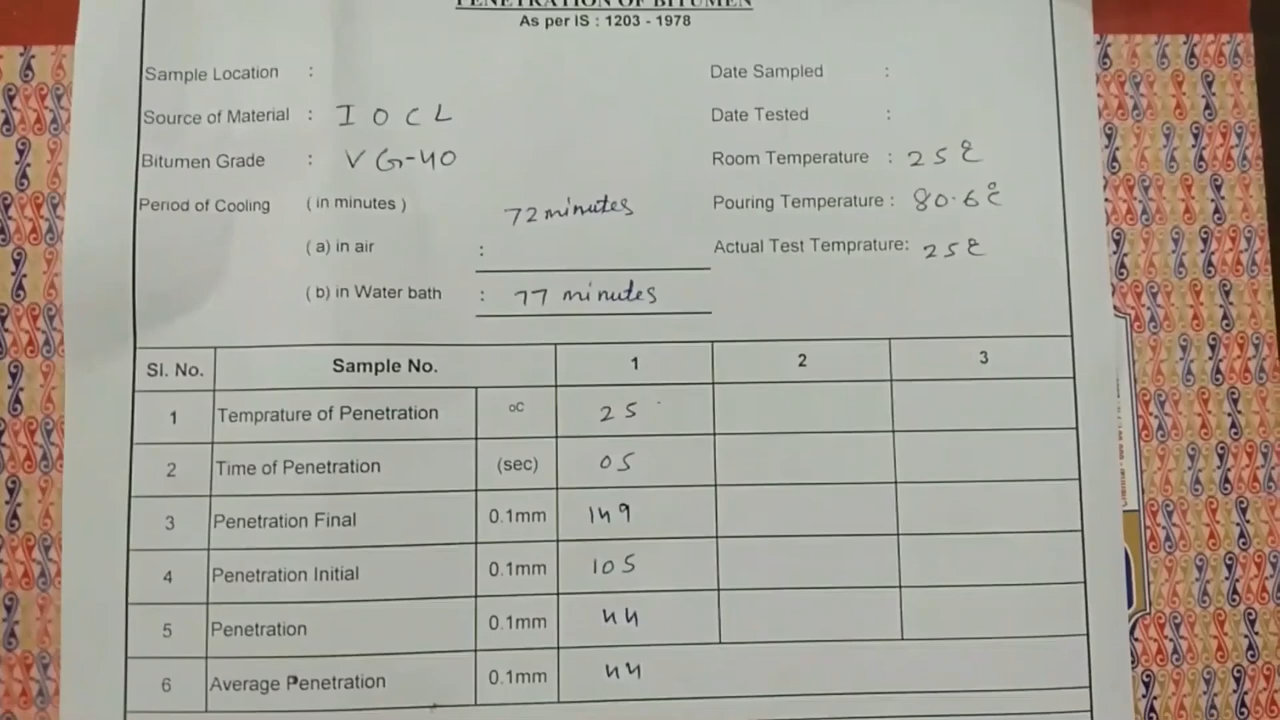 PENETRATION OF BITUMEN
As per IS : 1203 - 1978
Sample Location :
Date Sampled :
Source of Material : IOCL
Date Tested :
Bitumen Grade : VG-40
Room Temperature : 25°C
Period of Cooling (in minutes) 72 minutes
Pouring Temperature : 80.6°C
(a) in air :
Actual Test Temprature: 25°C
(b) in Water bath : 77 minutes
Sl. No. Sample No. 1 2 3
1 Temprature of Penetration oC 25
2 Time of Penetration (sec) 05
3 Penetration Final 0.1mm 149
4 Penetration Initial 0.1mm 105
5 Penetration 0.1mm 44
6 Average Penetration 0.1mm 44